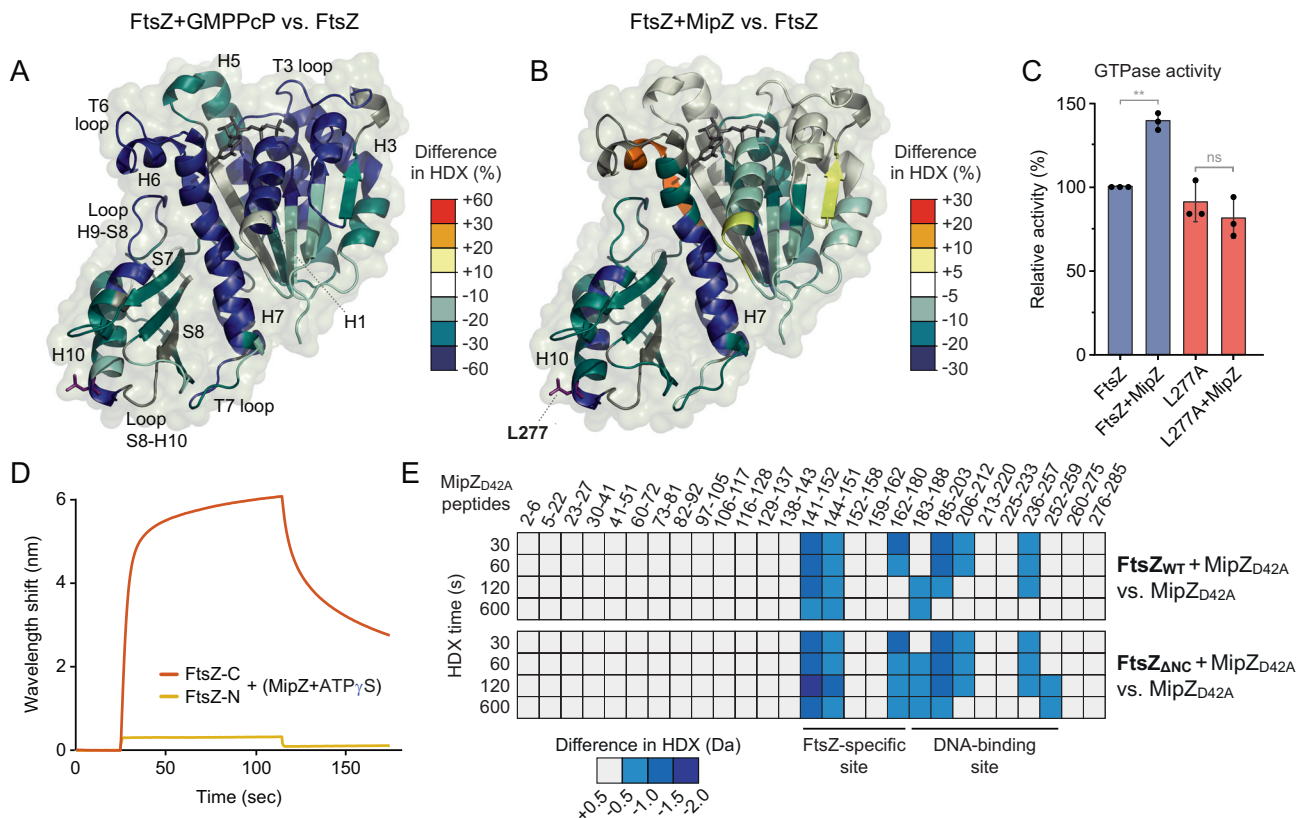 FtsZ+GMPPcP vs. FtsZ
FtsZ+MipZ vs. FtsZ
A
H5
T3 loop
T6
loop
H3
H6
Loop
H9-S8
S7
S8
H7
H1
H10
T7 loop
Loop
S8-H10
Difference
in HDX (%)
+60
+30
+20
+10
-10
-20
-30
-60
B
H7
H10
L277
Difference
in HDX (%)
+30
+20
+10
+5
-5
-10
-20
-30
C
GTPase activity
**
ns
Relative activity (%)
150
100
50
0
FtsZ
FtsZ+MipZ
L277A
L277A+MipZ
D
Wavelength shift (nm)
6
4
2
0
FtsZ-C
FtsZ-N
+ (MipZ+ATPγS)
0
50
100
150
Time (sec)
E
MipZD42A
peptides
2-6
5-22
23-27
30-41
41-51
60-72
73-81
82-92
97-105
106-117
116-128
129-137
138-143
141-152
144-151
152-158
159-162
162-180
183-188
185-203
206-212
213-220
225-233
236-257
252-259
260-275
276-285
HDX time (s)
30
60
120
600
FtsZWT + MipZD42A
vs. MipZD42A
30
60
120
600
FtsZΔNC + MipZD42A
vs. MipZD42A
Difference in HDX (Da)
+0.5
-0.5
-1.0
-1.5
-2.0
FtsZ-specific
site
DNA-binding
site